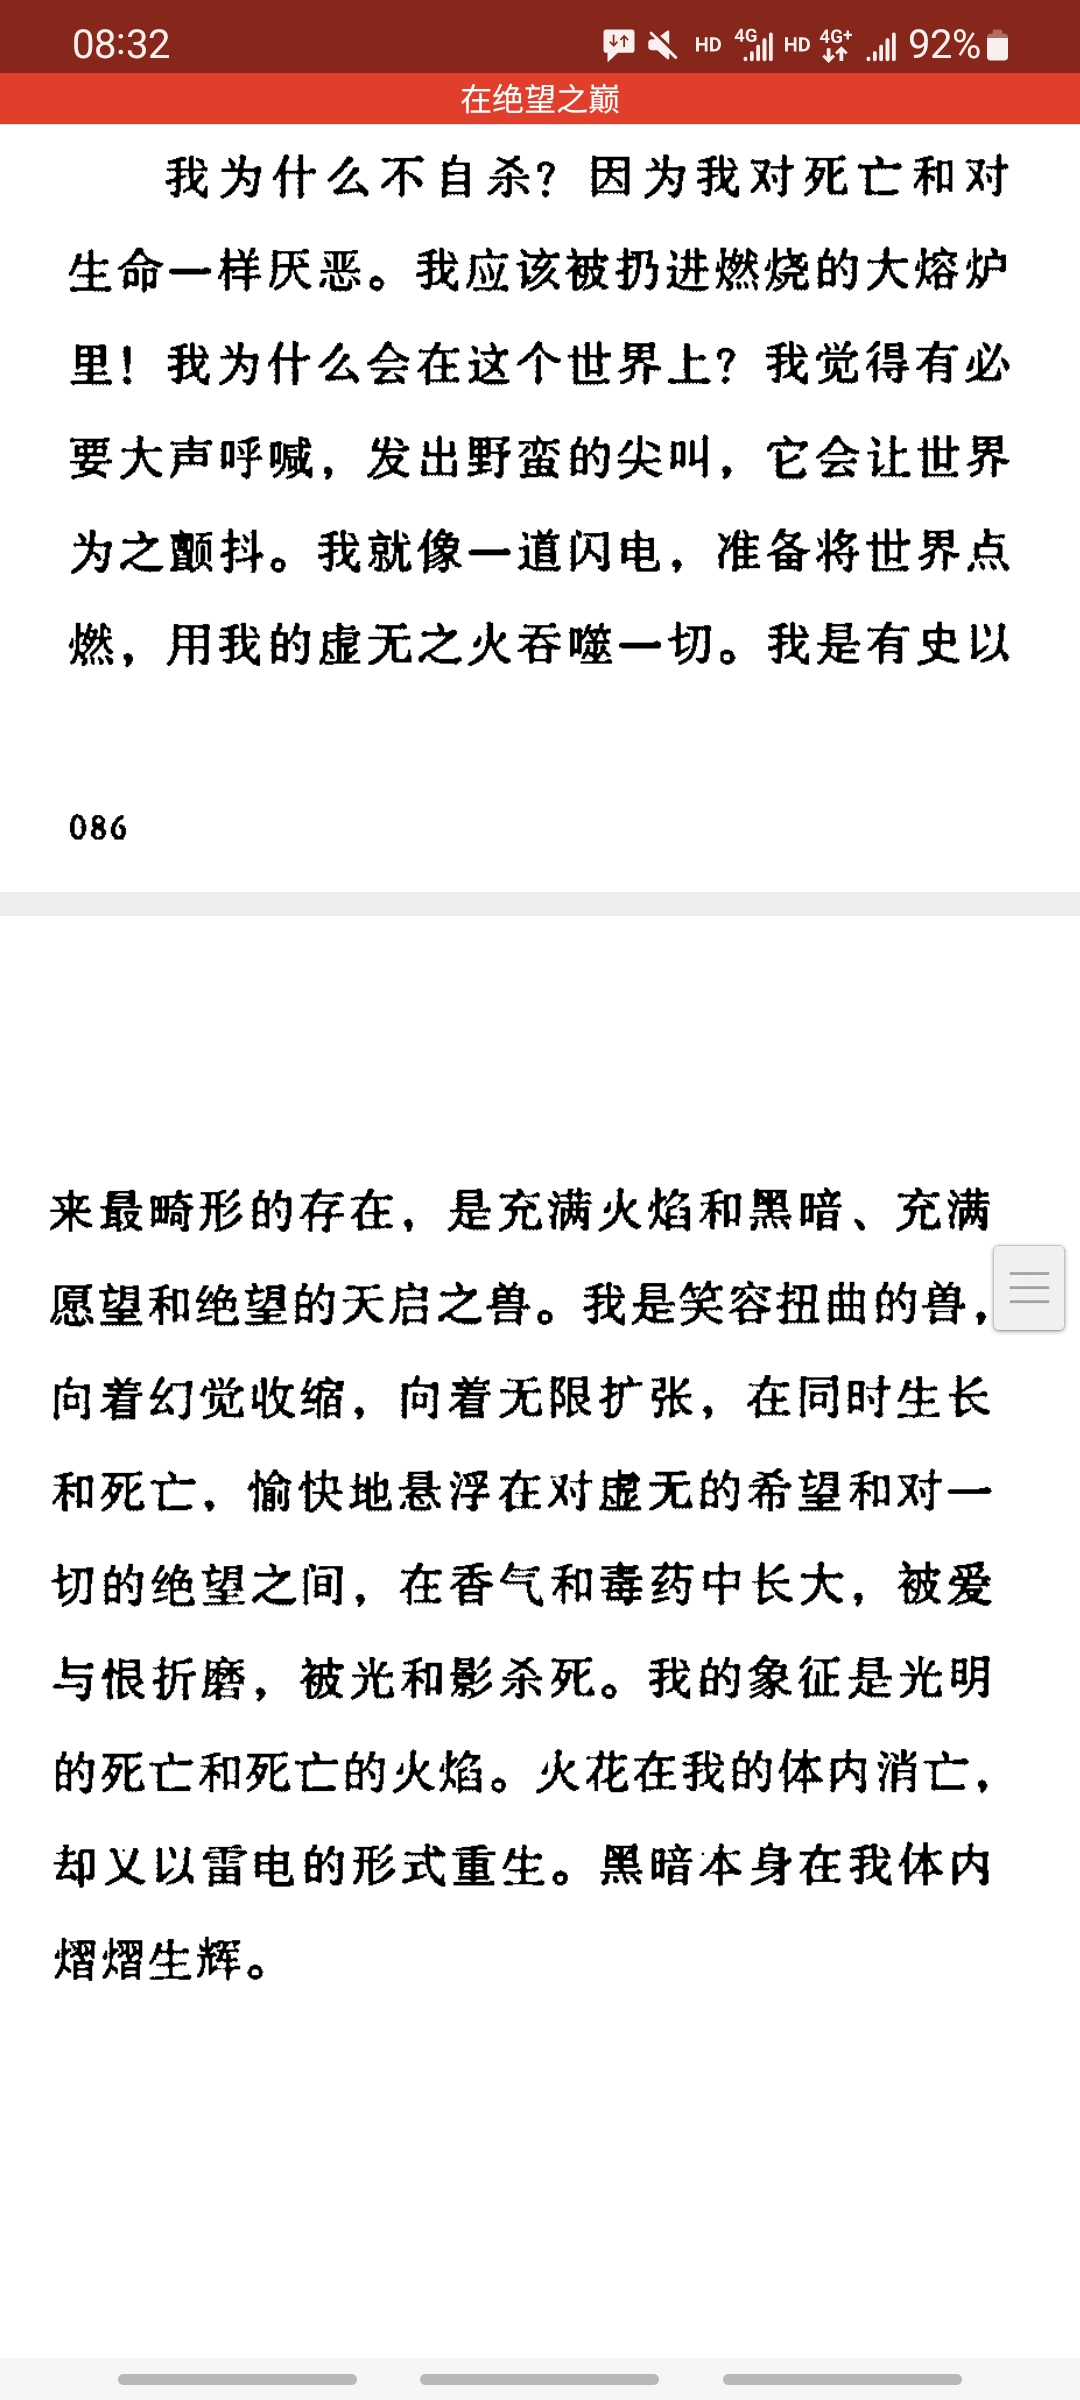 08:32
HD 4G HD 4G+ 92%
在绝望之巅
我为什么不自杀？因为我对死亡和对
生命一样厌恶。我应该被扔进燃烧的大熔炉
里！我为什么会在这个世界上？我觉得有必
要大声呼喊，发出野蛮的尖叫，它会让世界
为之颤抖。我就像一道闪电，准备将世界点
燃，用我的虚无之火吞噬一切。我是有史以
086
来最畸形的存在，是充满火焰和黑暗、充满
愿望和绝望的天启之兽。我是笑容扭曲的兽，
向着幻觉收缩，向着无限扩张，在同时生长
和死亡，愉快地悬浮在对虚无的希望和对一
切的绝望之间，在香气和毒药中长大，被爱
与恨折磨，被光和影杀死。我的象征是光明
的死亡和死亡的火焰。火花在我的体内消亡，
却又以雷电的形式重生。黑暗本身在我体内
熠熠生辉。